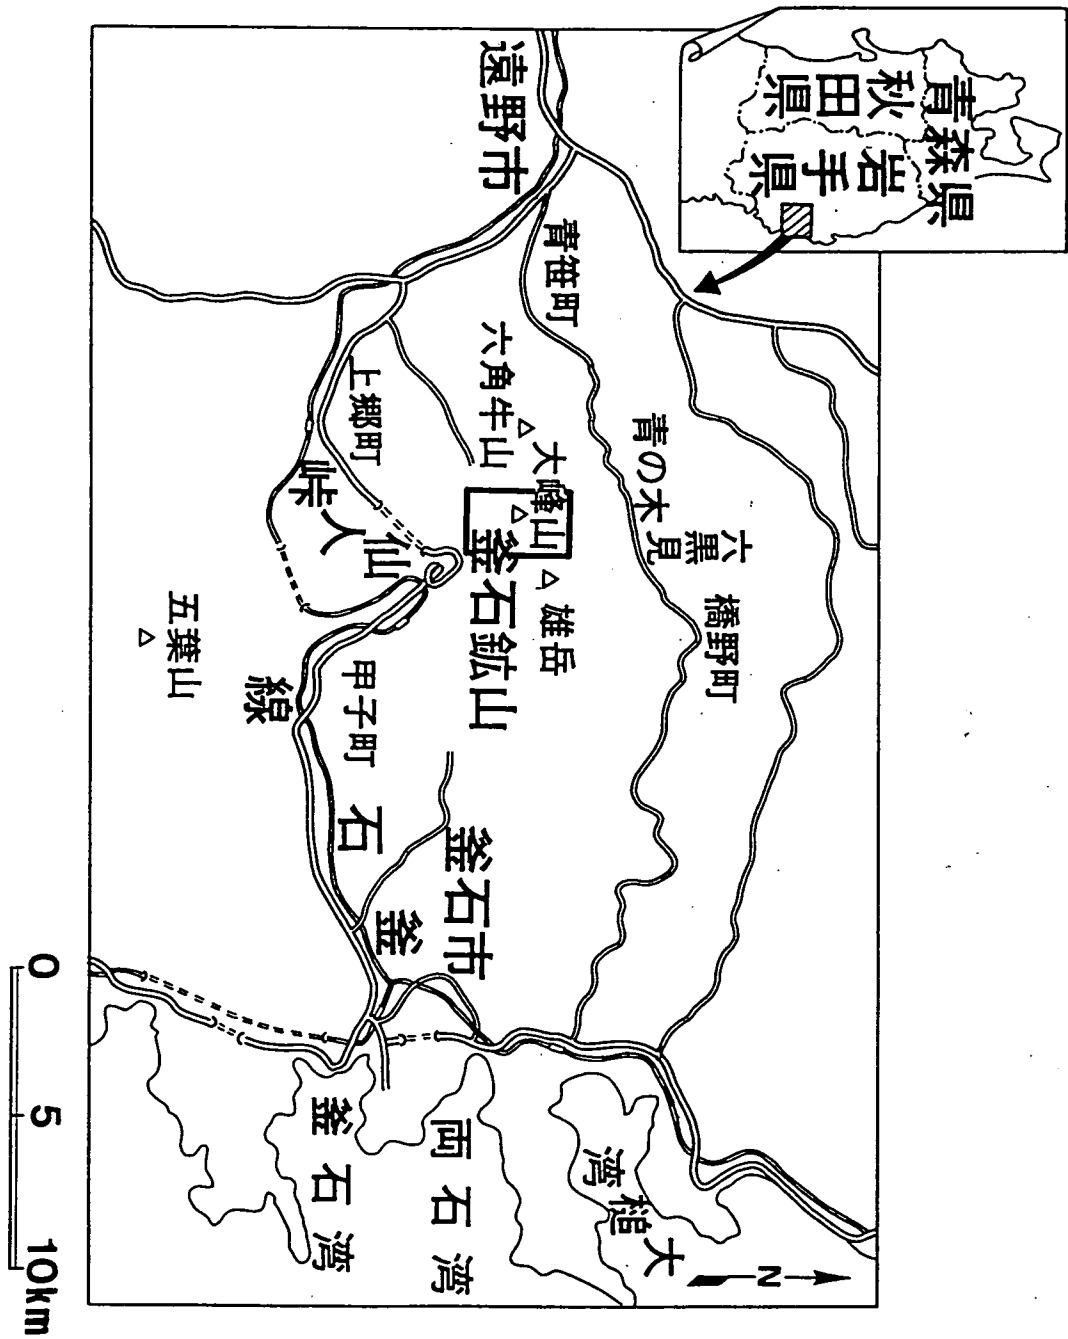 青森県
秋田県
岩手県
遠野市
青笹町
六角牛山
大峰山
上郷町
仙人峠
青の木
六黒見
橋野町
釜石鉱山
雄岳
五葉山
甲子町
釜石線
釜石市
大槌湾
両石湾
釜石湾
N
0 5 10km